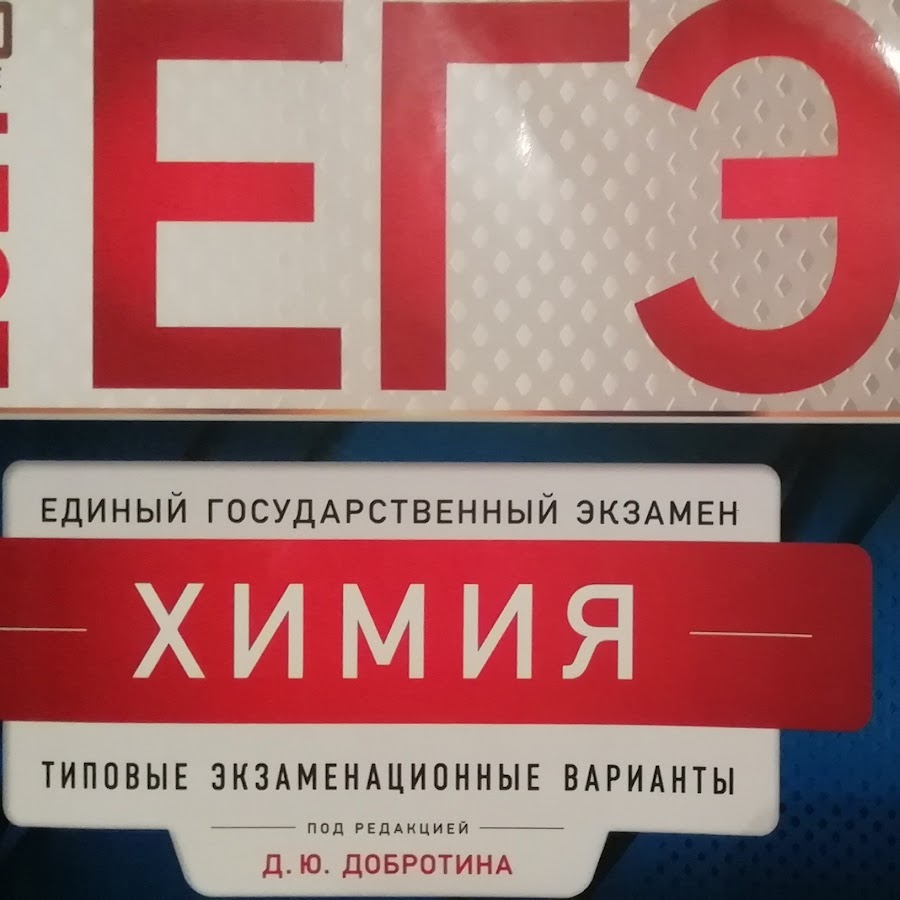 ЕГЭ
ЕДИНЫЙ ГОСУДАРСТВЕННЫЙ ЭКЗАМЕН
ХИМИЯ
ТИПОВЫЕ ЭКЗАМЕНАЦИОННЫЕ ВАРИАНТЫ
ПОД РЕДАКЦИЕЙ
Д. Ю. ДОБРОТИНА